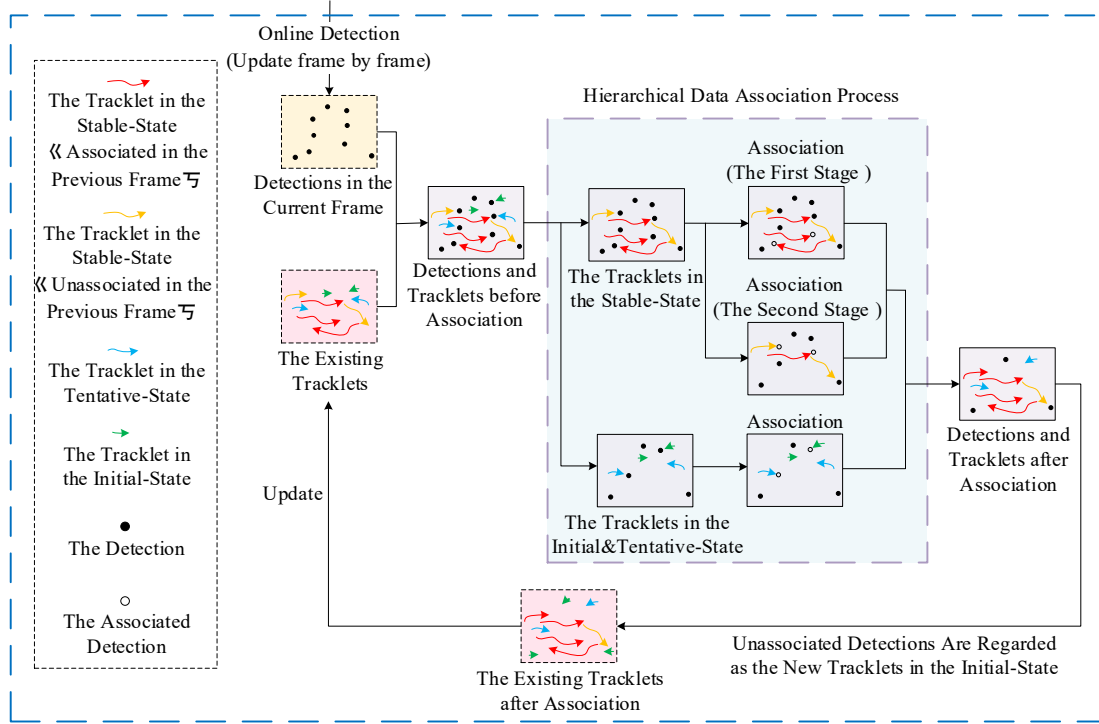 Online Detection
(Update frame by frame)
The Tracklet in the
Stable-State
《 Associated in the
Previous Frame ㄎ
The Tracklet in the
Stable-State
《 Unassociated in the
Previous Frame ㄎ
The Tracklet in the
Tentative-State
The Tracklet in
the Initial-State
The Detection
The Associated
Detection
Detections in the
Current Frame
The Existing
Tracklets
Update
Detections and
Tracklets before
Association
Hierarchical Data Association Process
The Tracklets in
the Stable-State
Association
(The First Stage )
Association
(The Second Stage )
The Tracklets in the
Initial&Tentative-State
Association
Detections and
Tracklets after
Association
Unassociated Detections Are Regarded
as the New Tracklets in the Initial-State
The Existing Tracklets
after Association